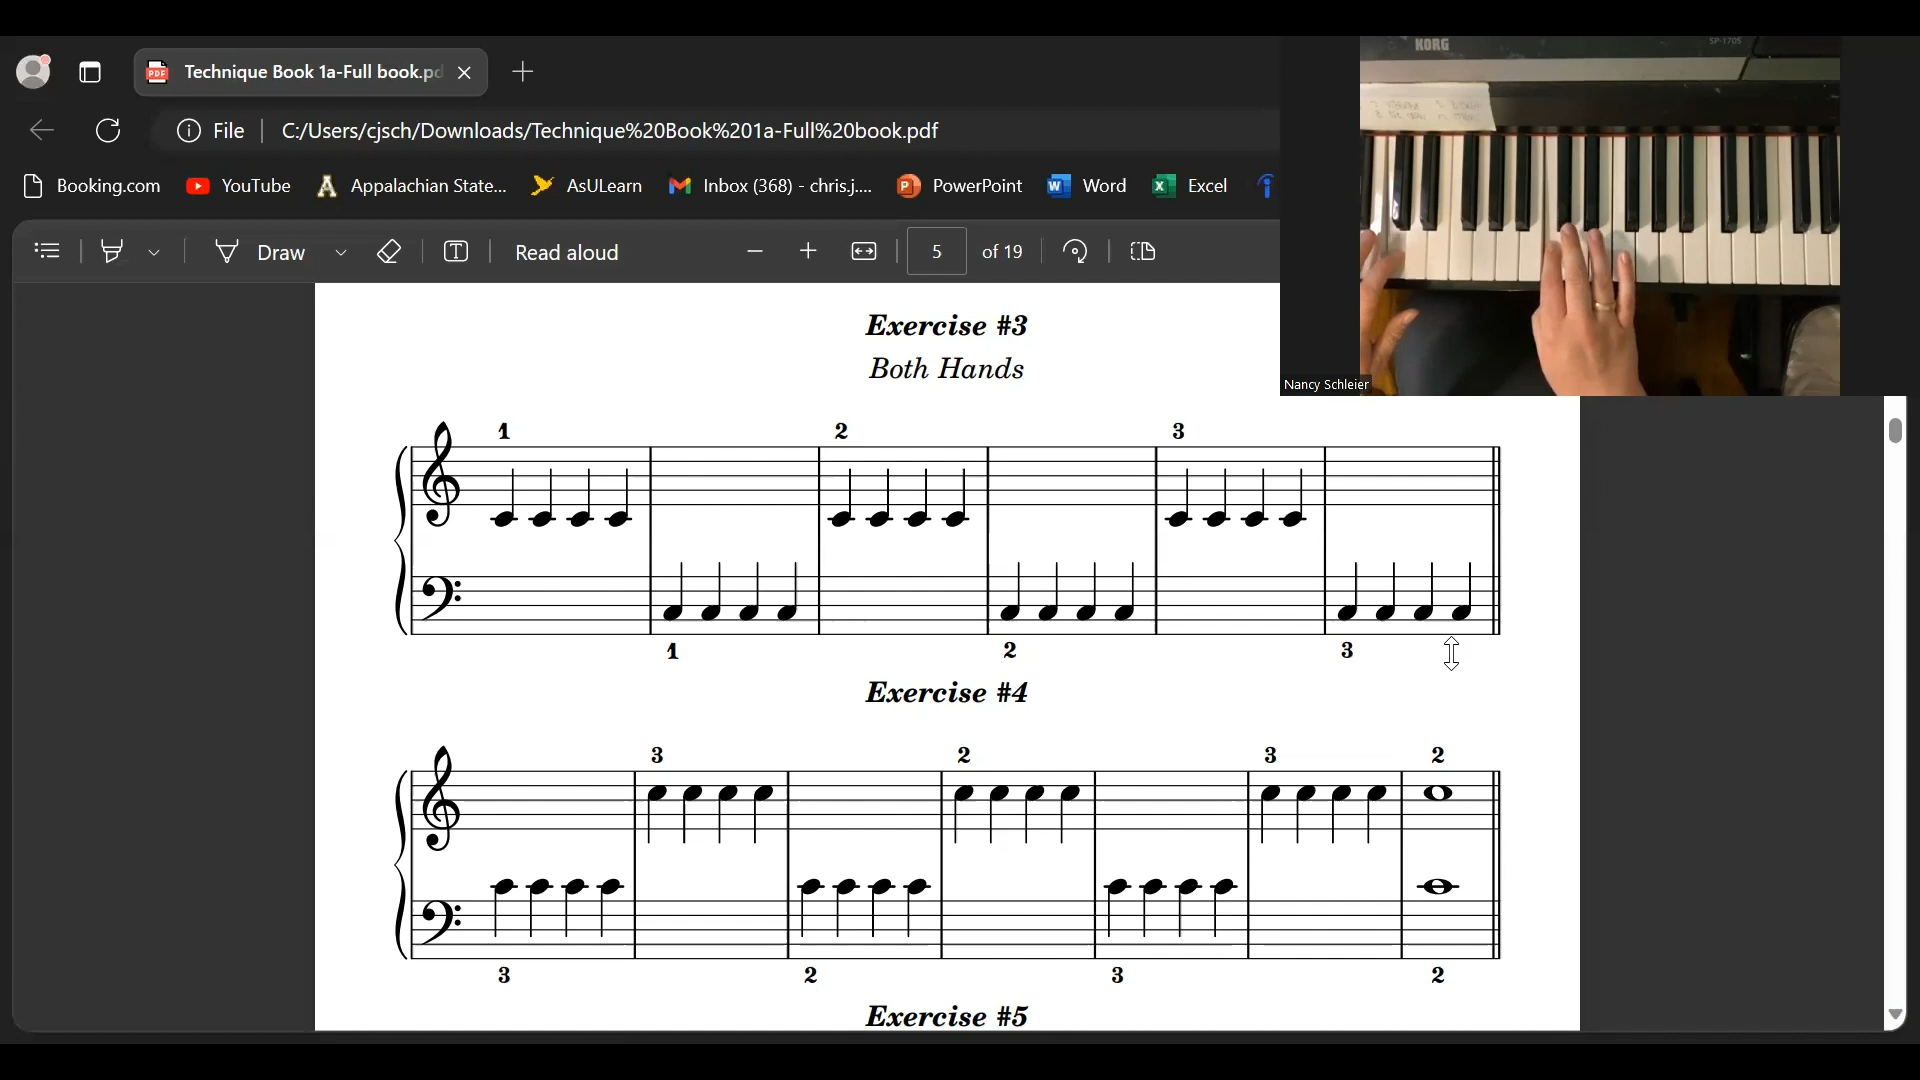 Technique Book 1a-Full book.pd
File
C:/Users/cjsch/Downloads/Technique%20Book%201a-Full%20book.pdf
Booking.com YouTube Appalachian State... AsULearn Inbox (368) - chris.j.... PowerPoint Word Excel
Draw Read aloud 5 of 19
KORG SP-170S
Nancy Schleier
Exercise #3
Both Hands
1 2 3
1 2 3
Exercise #4
3 2 3 2
3 2 3 2
Exercise #5